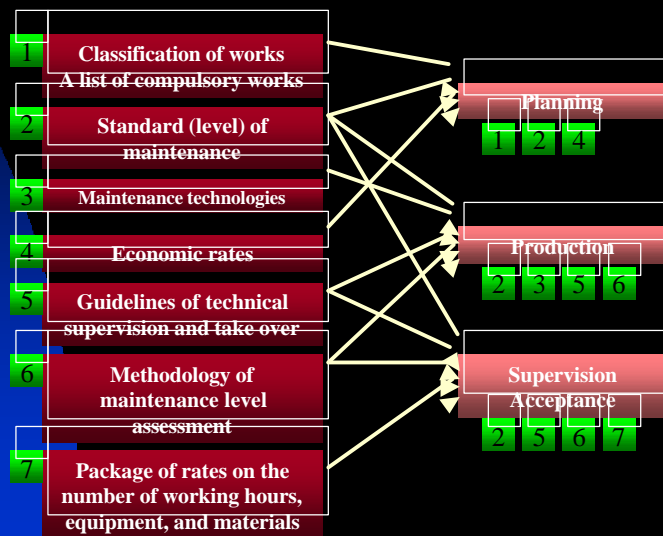 1
Classification of works
A list of compulsory works
2
Standard (level) of
maintenance
3
Maintenance technologies
4
Economic rates
5
Guidelines of technical
supervision and take over
6
Methodology of
maintenance level
assessment
7
Package of rates on the
number of working hours,
equipment, and materials
Planning
1 2 4
Production
2 3 5 6
Supervision
Acceptance
2 5 6 7